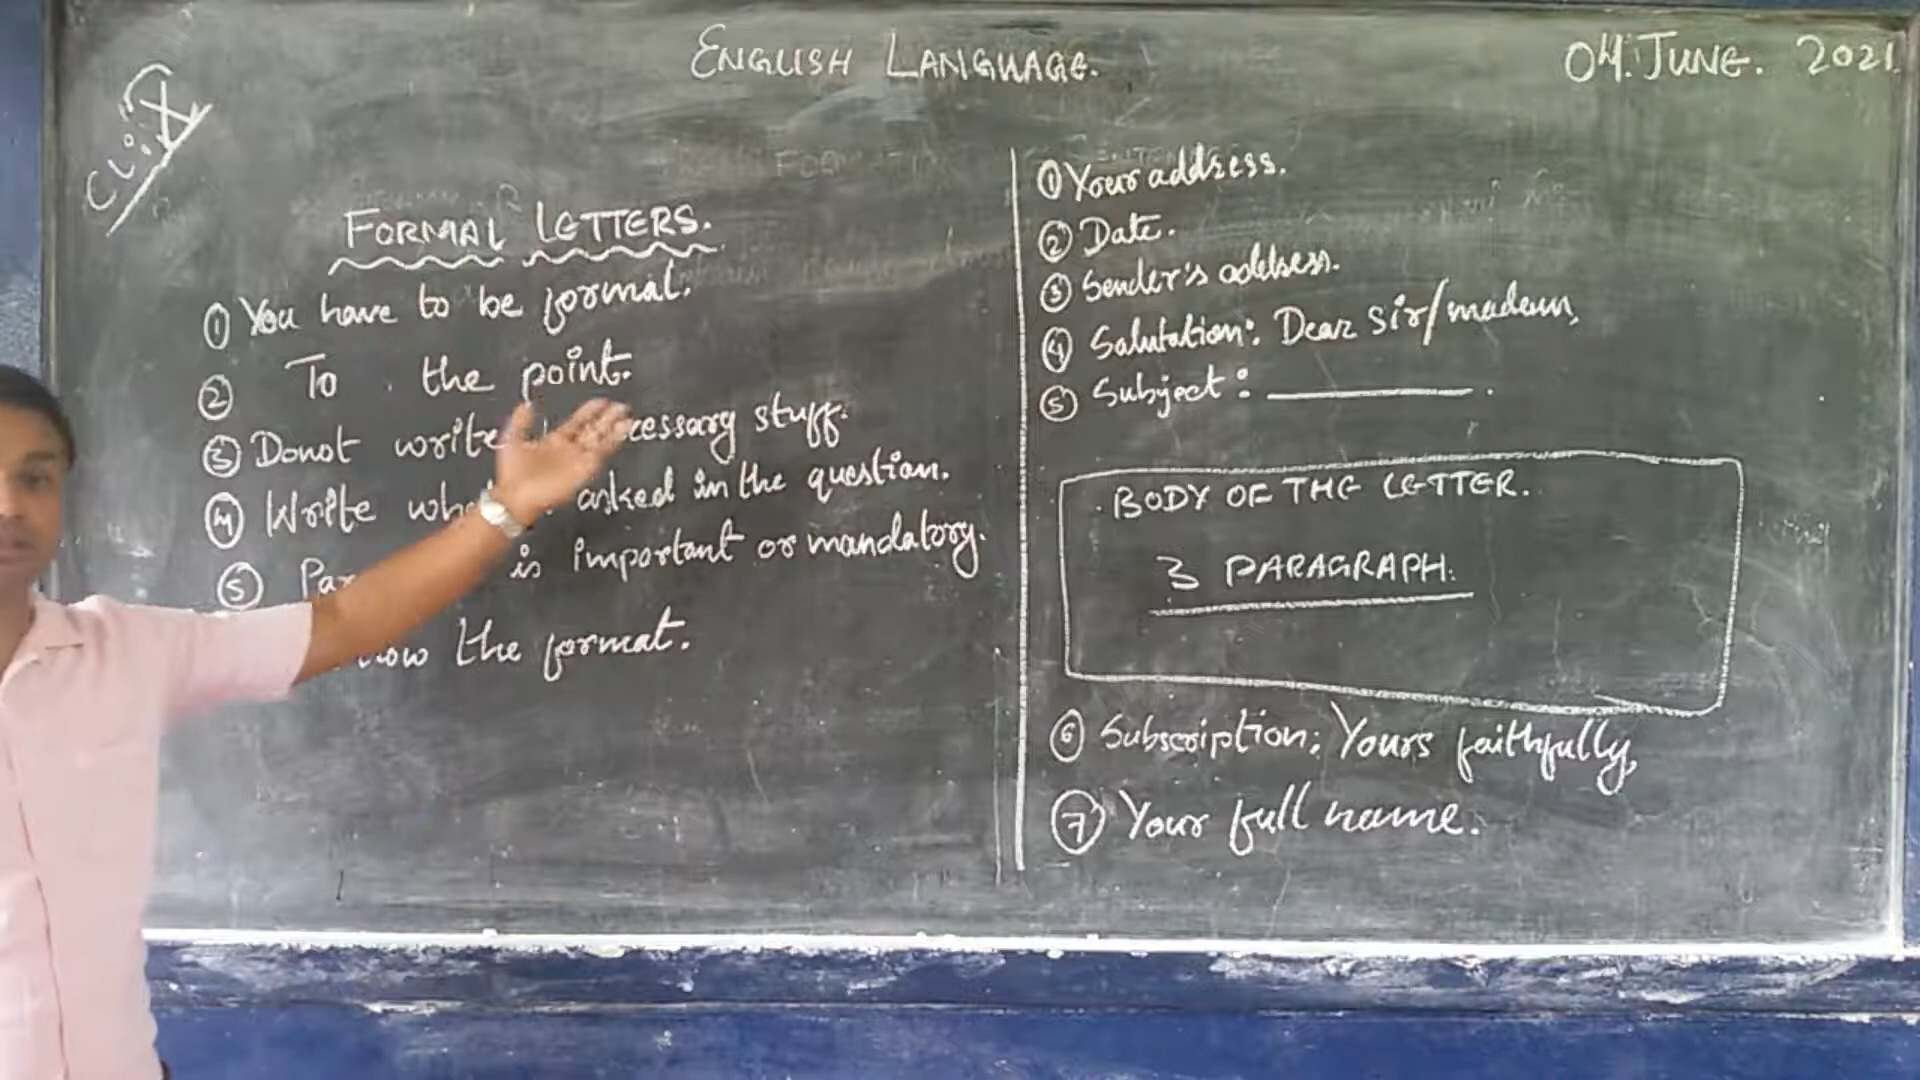 ENGLISH LANGUAGE.
04. JUNE. 2021.
CL: X
FORMAL LETTERS.
① You have to be formal.
② To the point.
③ Donot write stuff.
④ Write asked in the question.
⑤ is important or mandatory.
the format.
① Your address.
② Date.
③ Sender's address.
④ Salutation: Dear Sir/madam,
⑤ Subject: ________ .
BODY OF THE LETTER.
3 PARAGRAPH.
⑥ Subscription: Yours faithfully,
⑦ Your full name.